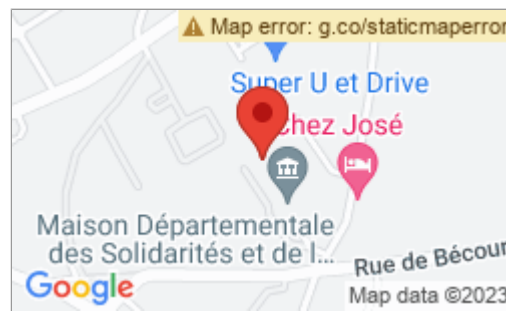 Map error: g.co/staticmaperror
Super U et Drive
chez José
Maison Départementale
des Solidarités et de l...
Rue de Bécour
Google
Map data ©2023